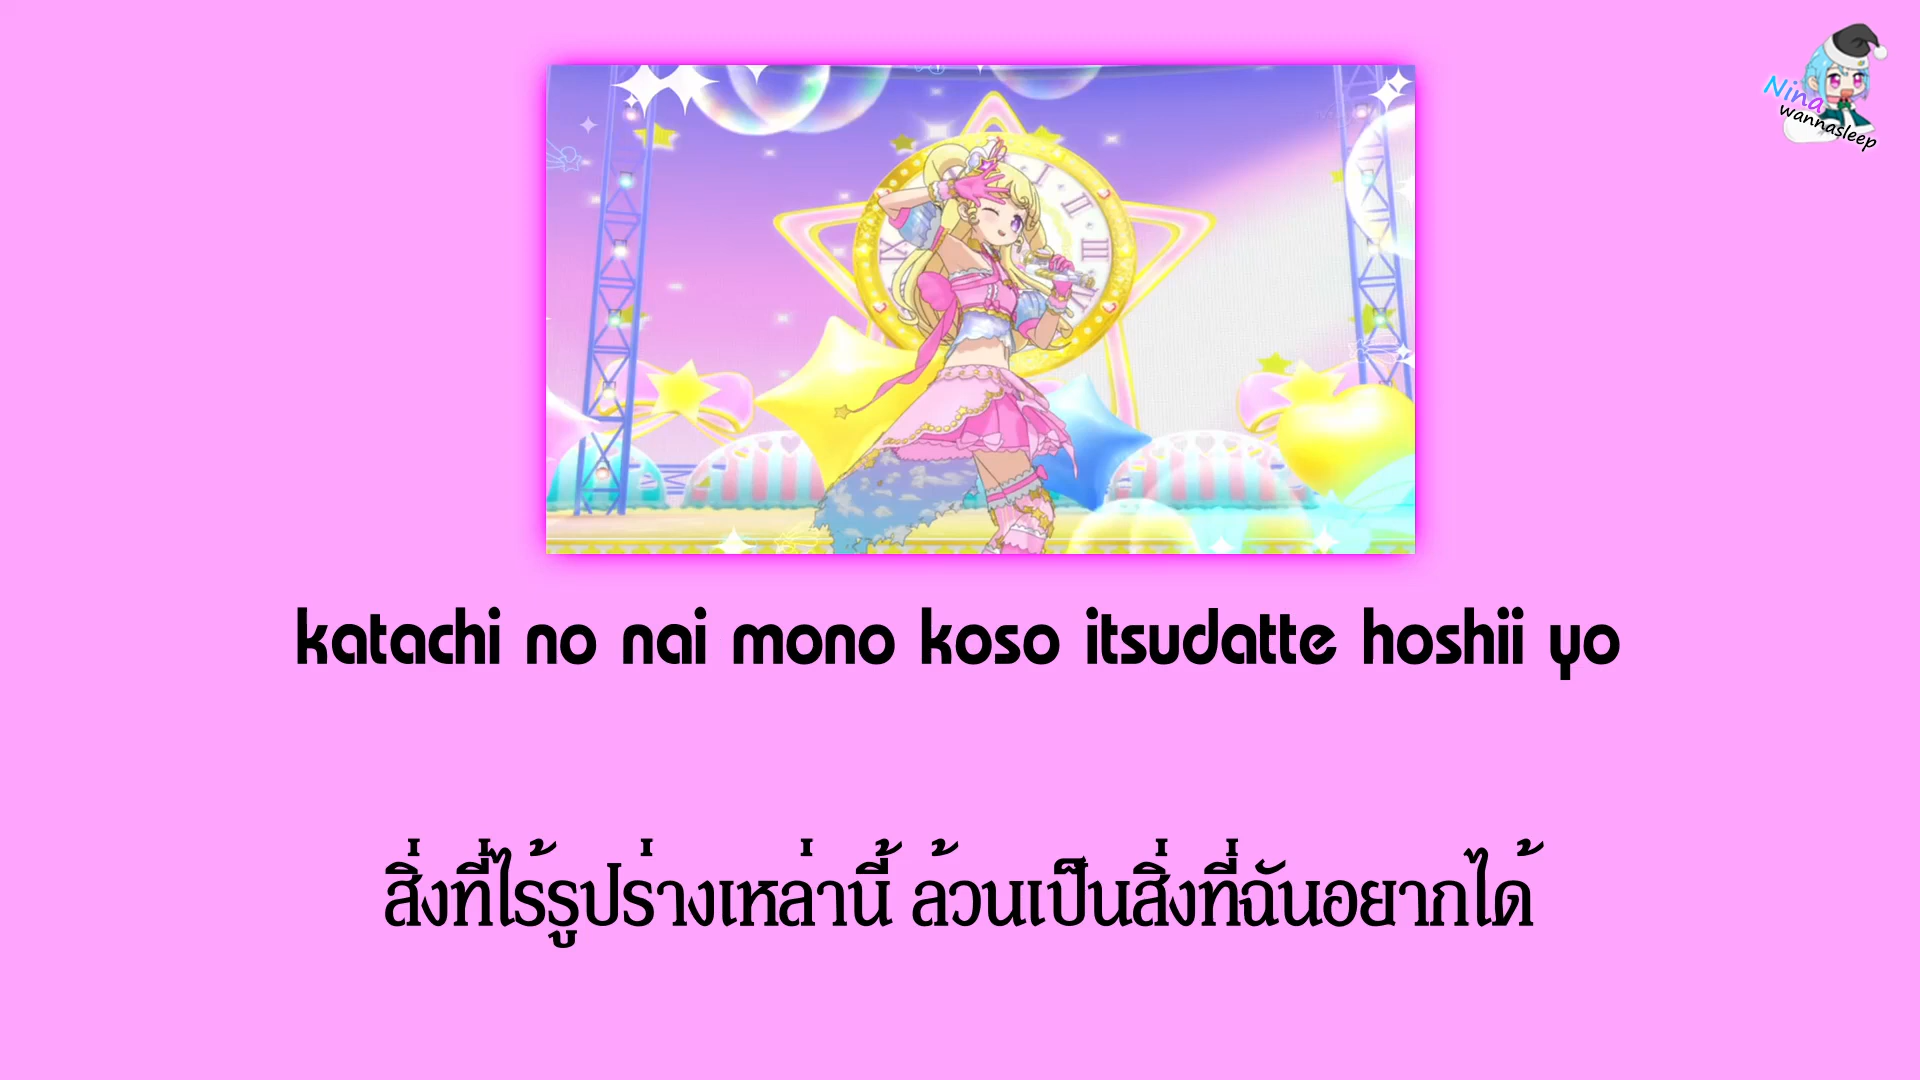 Nina
wannasleep
katachi no nai mono koso itsudatte hoshii yo
สิ่งที่ไร้รูปร่างเหล่านี้ ล้วนเป็นสิ่งที่ฉันอยากได้